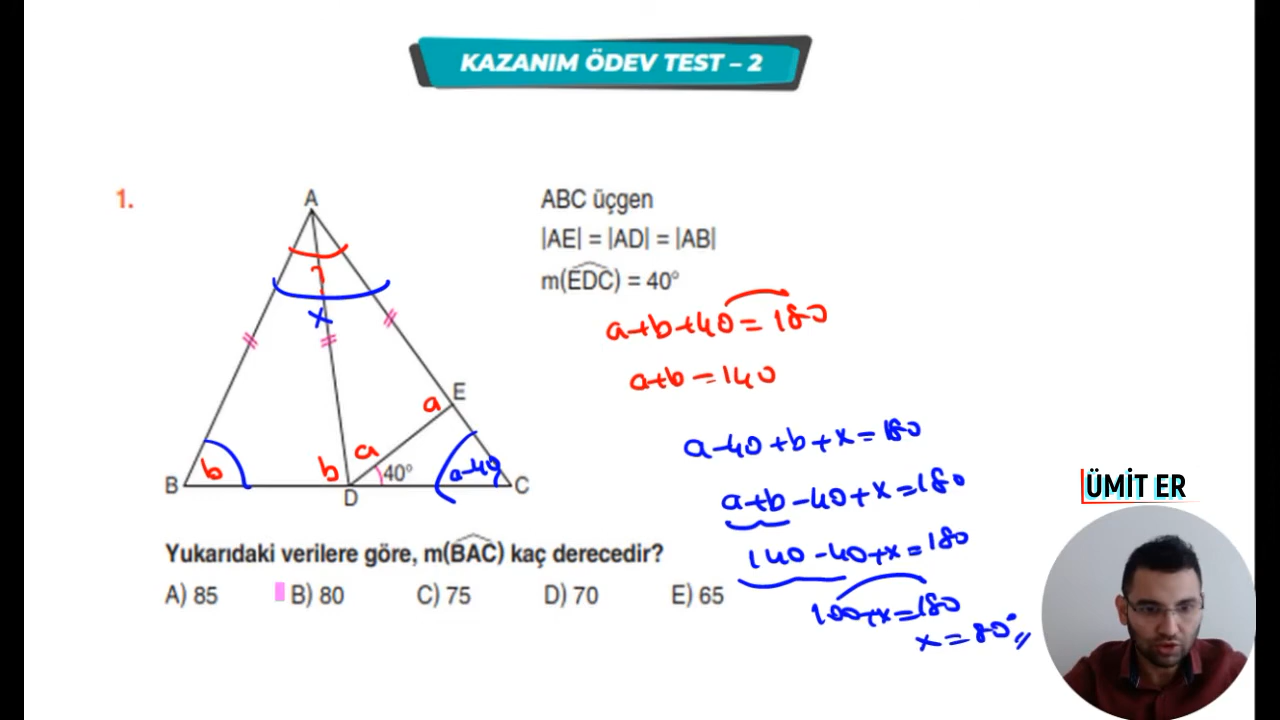 KAZANIM ÖDEV TEST – 2
1.
A
ABC üçgen
|AE| = |AD| = |AB|
m(EDC) = 40°
?
x
a+b+40=180
a+b=140
E
a
a
b
b
40°
a-40
B
D
C
a-40+b+x=180
a+b-40+x=180
140-40+x=180
100+x=180
x=80°
ÜMİT ER
Yukarıdaki verilere göre, m(BAC) kaç derecedir?
A) 85 B) 80 C) 75 D) 70 E) 65